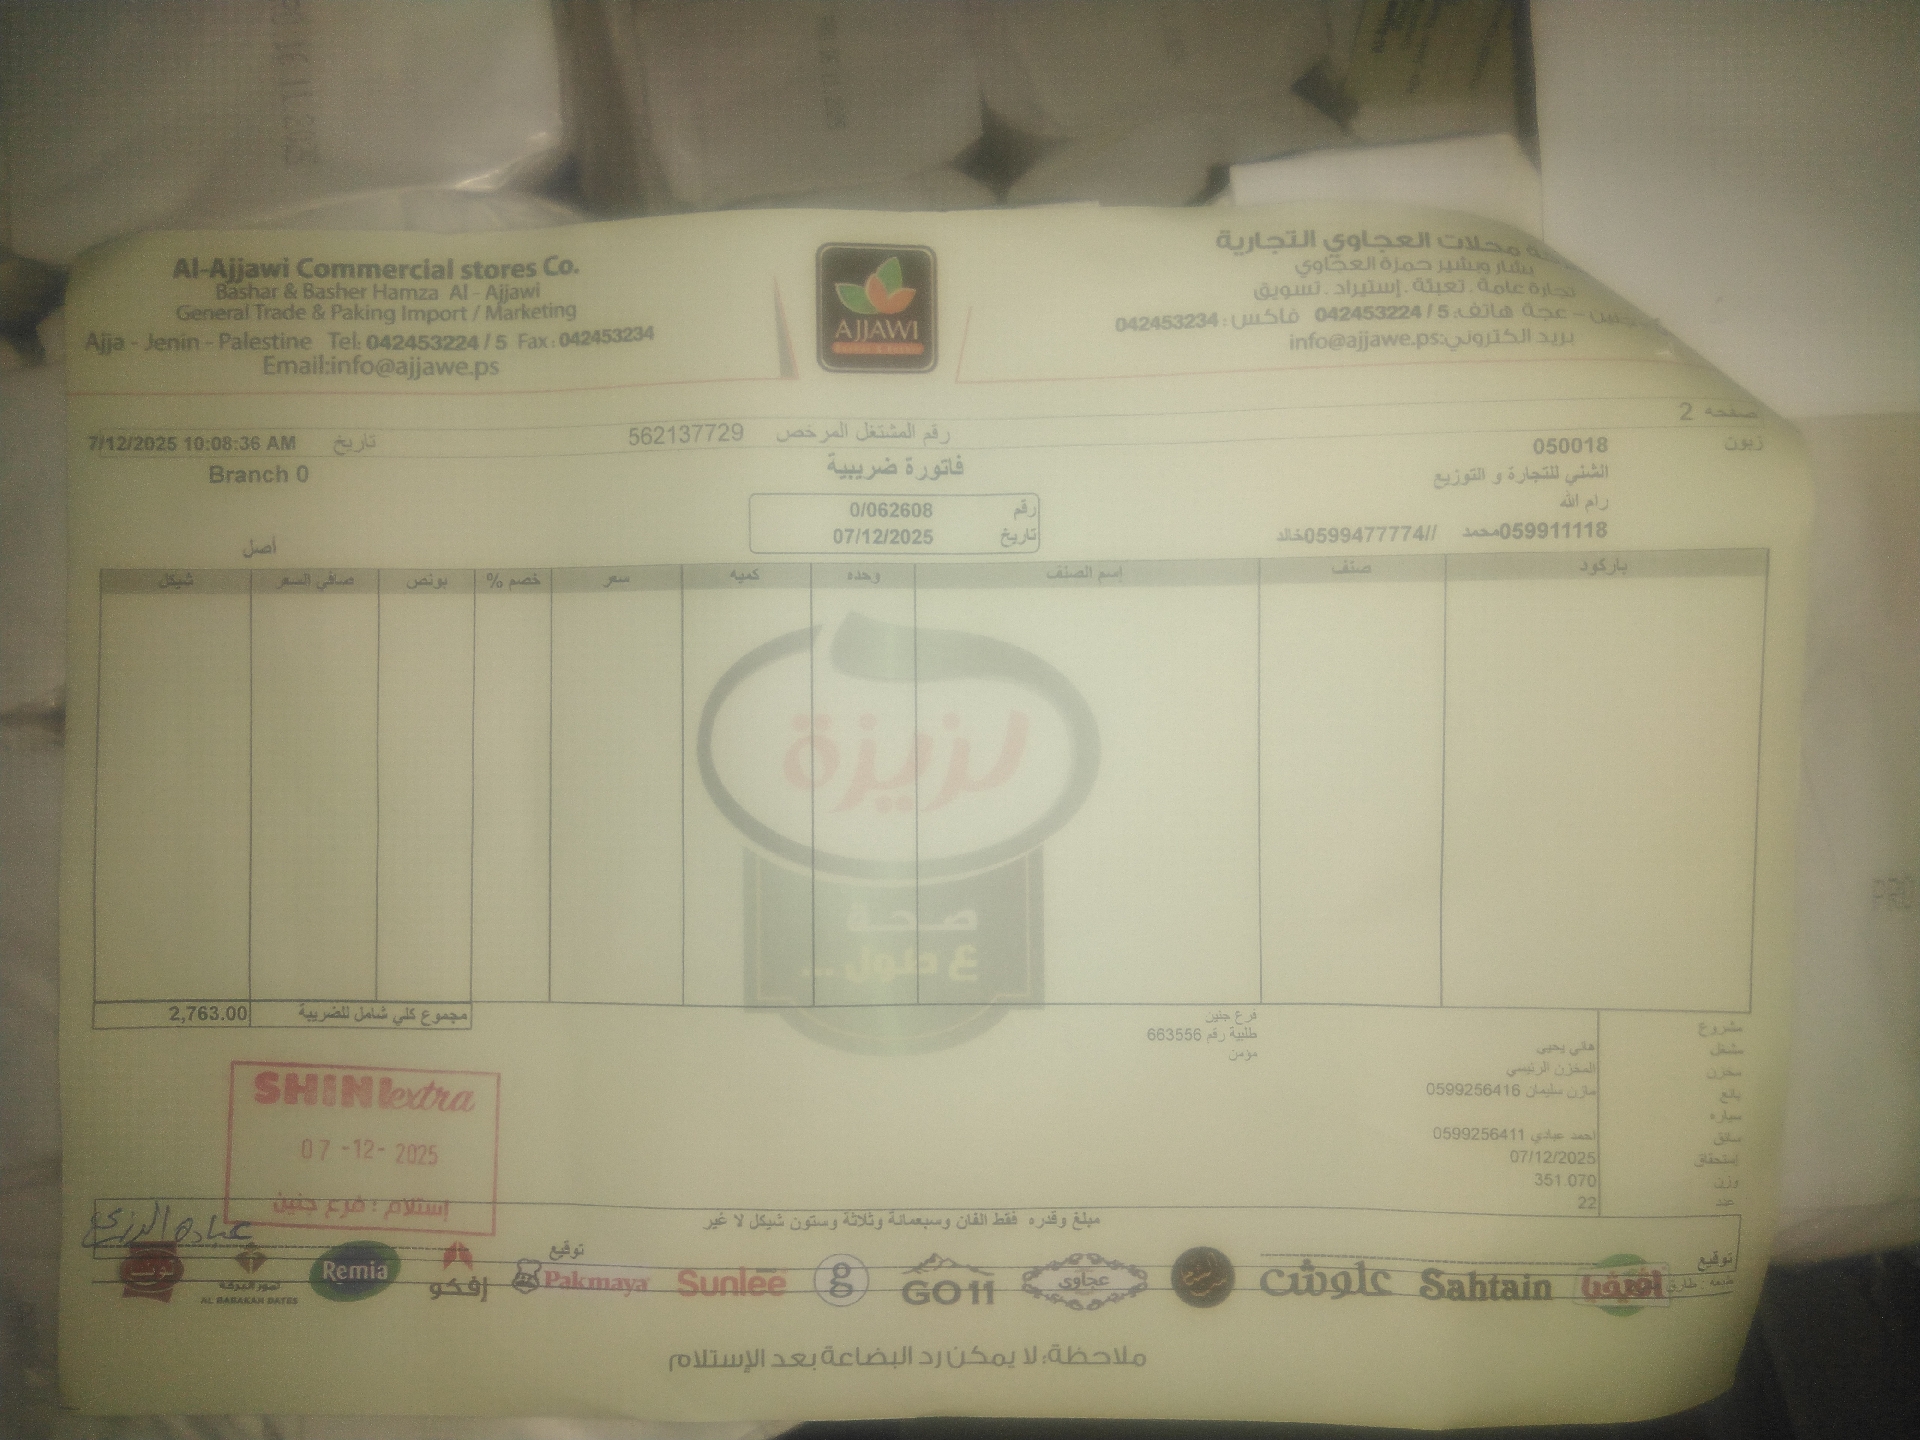 Al-Ajjawi Commercial stores Co.
Bashar & Basher Hamza Al - Ajjawi
General Trade & Paking Import / Marketing
Ajja - Jenin - Palestine Tel: 042453224 / 5 Fax: 042453234
Email:info@ajjawe.ps
AJJAWI
محلات العجاوي التجارية
بشار وبشير حمزة العجاوي
تجارة عامة . تعبئة . إستيراد . تسويق
عجة هاتف: 5 / 042453224 فاكس: 042453234
بريد الكتروني:info@ajjawe.ps
صفحه 2
زبون 050018
الشني للتجارة و التوزيع
رام الله
059911118محمد //0599477774خالد
رقم المشتغل المرخص 562137729
تاريخ 7/12/2025 10:08:36 AM
Branch 0
فاتورة ضريبية
رقم 0/062608
تاريخ 07/12/2025
أصل
باركود صنف إسم الصنف وحده كميه سعر خصم % بونص صافي السعر شيكل
لزيزة
صحة
ع طول ...
مجموع كلي شامل للضريبة 2,763.00
فرع جنين
طلبية رقم 663556
مؤمن
مشروع
مشغل هاني يحيى
مخزن المخزن الرئيسي
بائع مازن سليمان 0599256416
سياره
سائق احمد عبادي 0599256411
إستحقاق 07/12/2025
وزن 351.070
عدد 22
SHINI extra
07 -12- 2025
إستلام : فرع جنين
مبلغ وقدره فقط الفان وسبعمائة وثلاثة وستون شيكل لا غير
توقيع
توقيع
AL BARAKAH DATES
Remia
إفكو
Pakmaya
Sunlee
g
GO11
عجاوي
علوش
Sahtain
ملاحظة: لا يمكن رد البضاعة بعد الإستلام